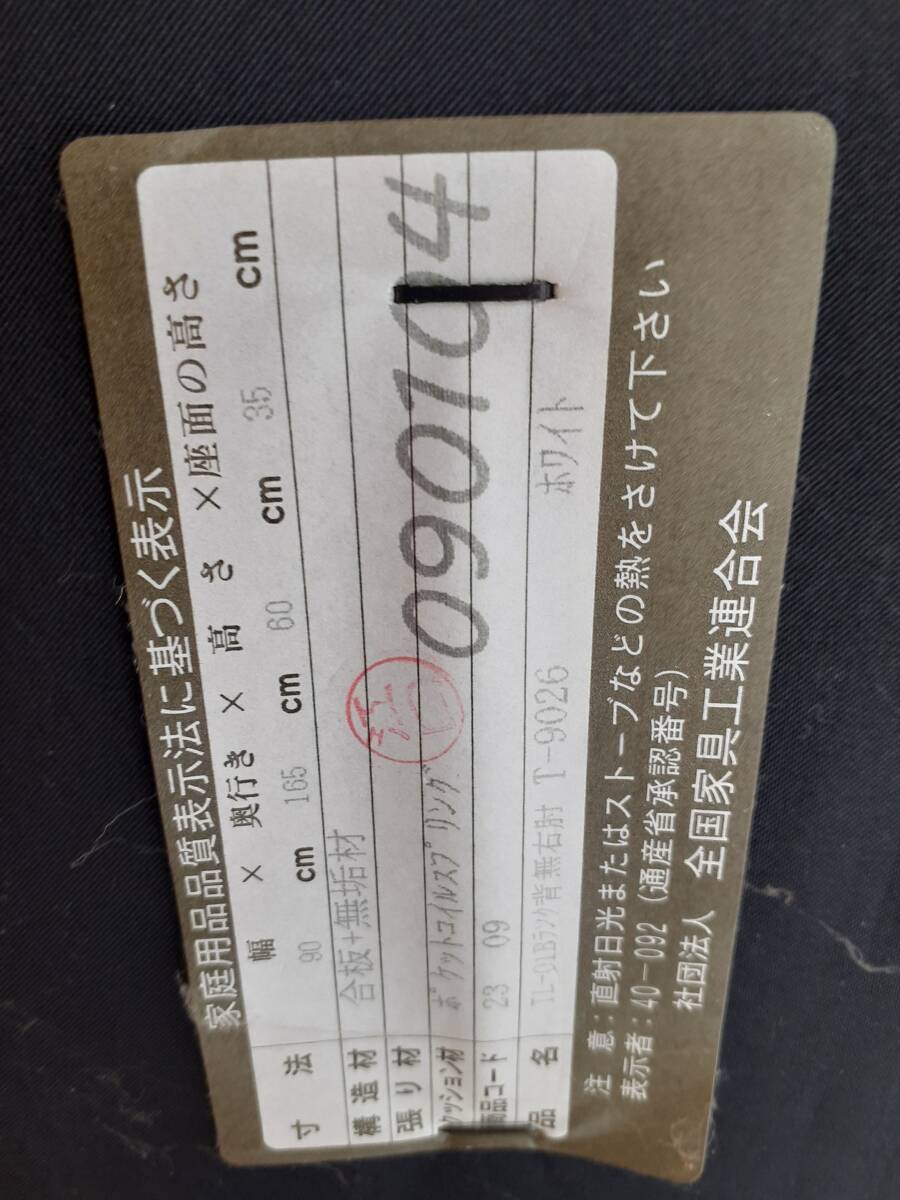 家庭用品品質表示法に基づく表示
寸法 幅 × 奥行き × 高さ × 座面の高さ
90 cm 165 cm 60 cm 35 cm
構造材 合板+無垢材
張り材
クッション材 ポケットコイルスプリング
商品コード 23 09
090104
品名 TL-91Bランク背無右肘 T-9026 ホワイト
注 意：直射日光またはストーブなどの熱をさけて下さい
表示者：40-092（通産省承認番号）
社団法人 全国家具工業連合会